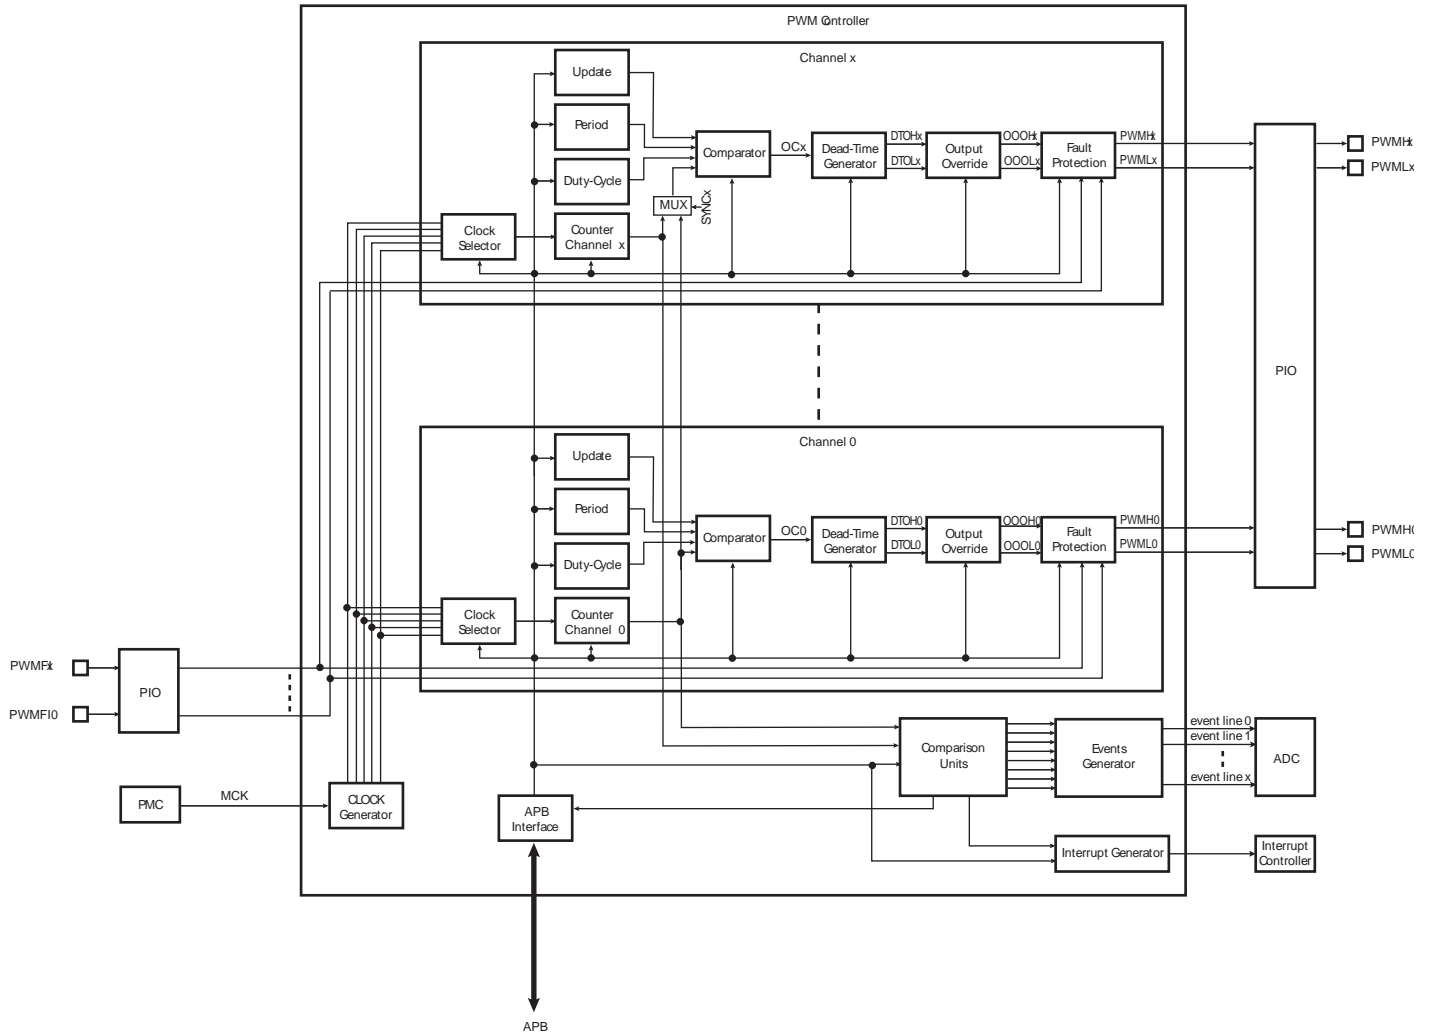 PWM Controller
Channel x
Update
Period
Duty-Cycle
MUX
SYNCx
Clock
Selector
Counter
Channel x
Comparator
OCx
Dead-Time
Generator
DTOHx
DTOLx
Output
Override
OOOHx
OOOLx
Fault
Protection
PWMHx
PWMLx
PIO
PWMHx
PWMLx
Channel 0
Update
Period
Duty-Cycle
Clock
Selector
Counter
Channel 0
Comparator
OC0
Dead-Time
Generator
DTOH0
DTOL0
Output
Override
OOOH0
OOOL0
Fault
Protection
PWMH0
PWML0
PWMH0
PWML0
PWMFIx
PWMFI0
PIO
PMC
MCK
CLOCK
Generator
APB
Interface
Comparison
Units
Events
Generator
event line 0
event line 1
event line x
ADC
Interrupt Generator
Interrupt
Controller
APB